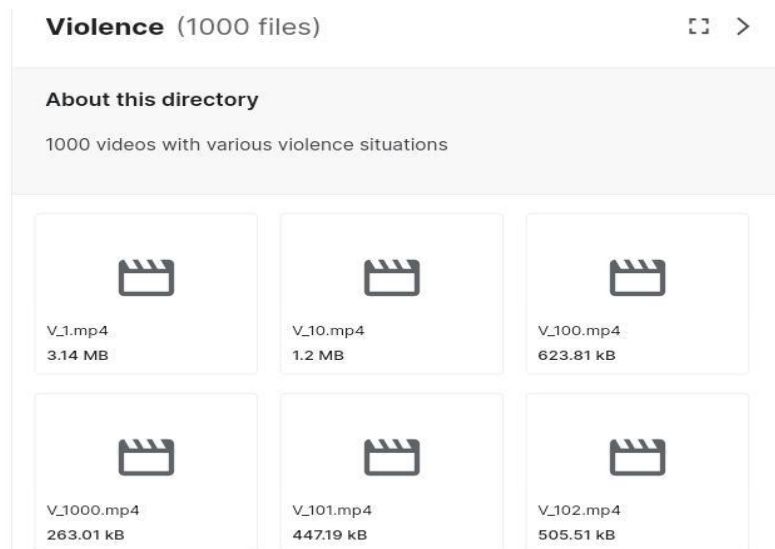 Violence (1000 files)
About this directory
1000 videos with various violence situations
V_1.mp4
3.14 MB
V_10.mp4
1.2 MB
V_100.mp4
623.81 kB
V_1000.mp4
263.01 kB
V_101.mp4
447.19 kB
V_102.mp4
505.51 kB